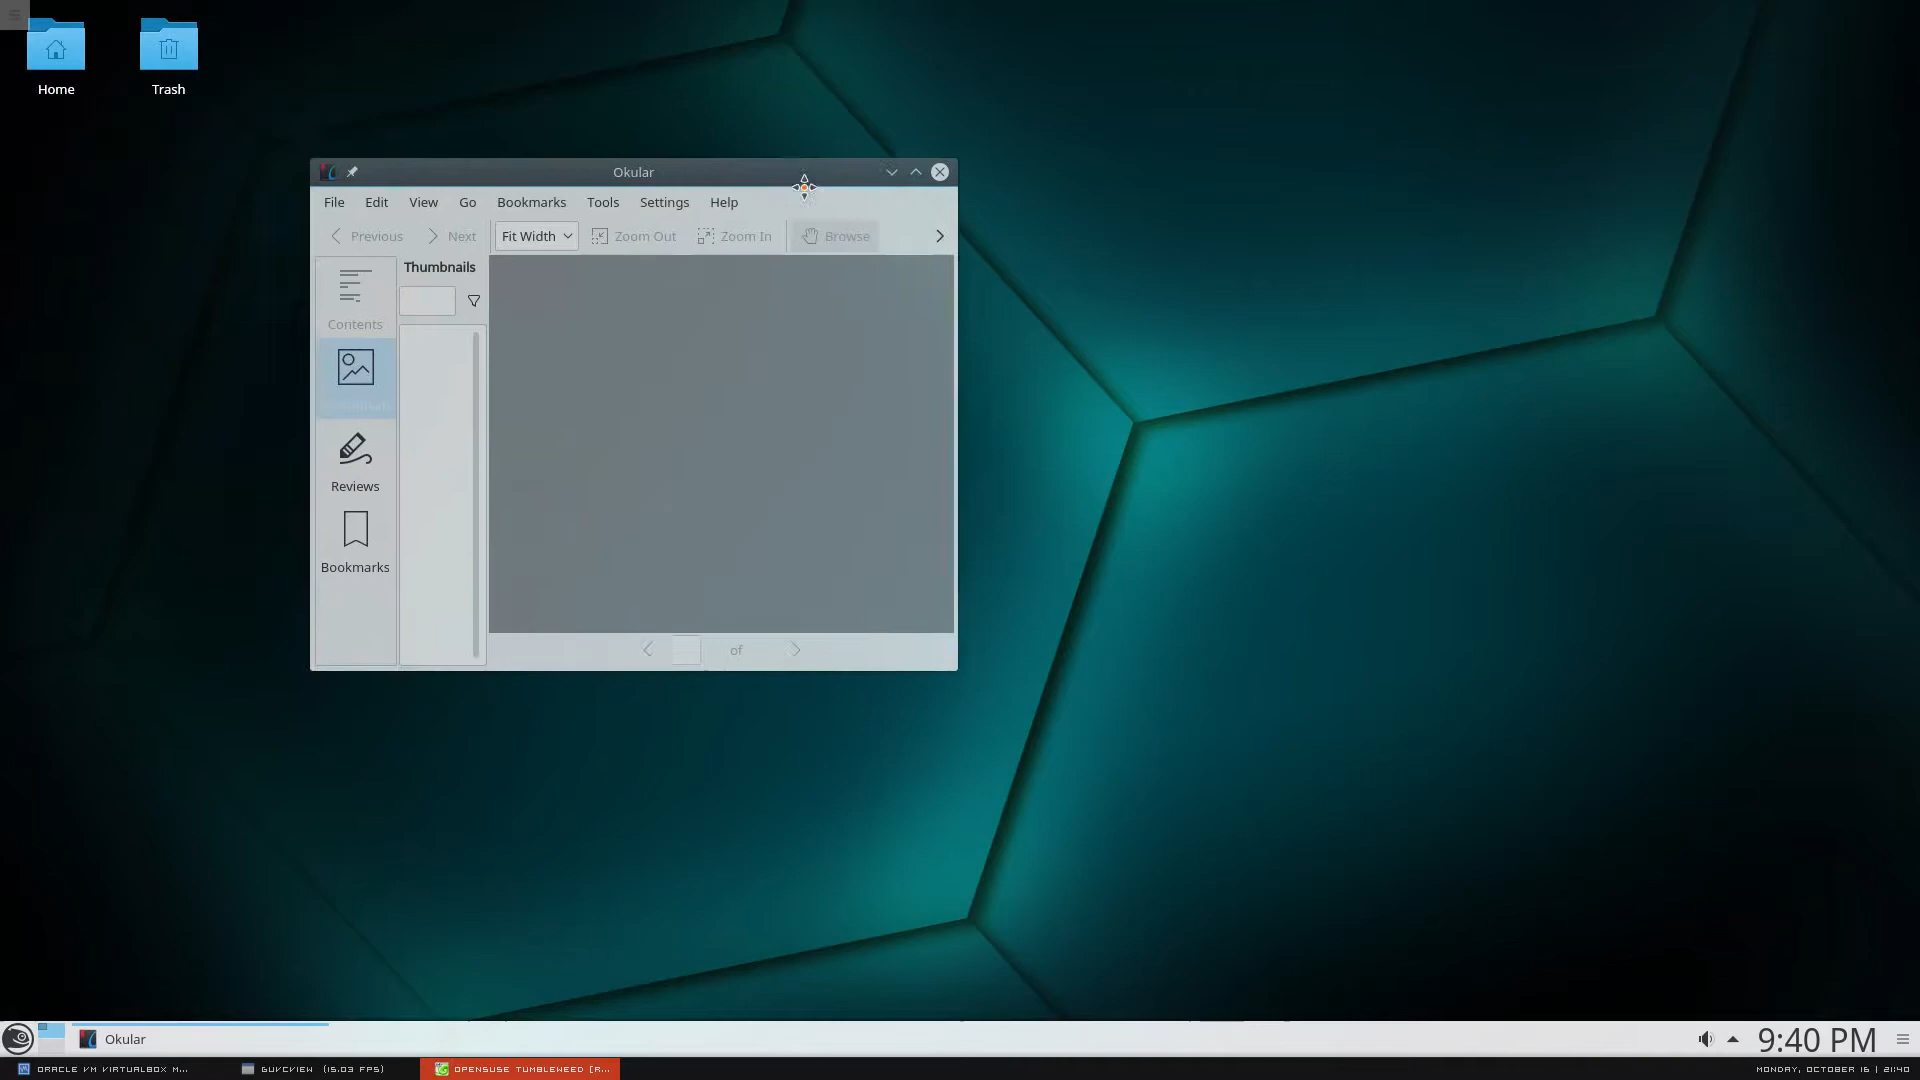 Home
Trash
Okular
File Edit View Go Bookmarks Tools Settings Help
Previous Next Fit Width Zoom Out Zoom In Browse
Thumbnails
Contents
Reviews
Bookmarks
of
Okular
9:40 PM
ORACLE VM VIRTUALBOX M...
GUVCVIEW (15.03 FPS)
OPENSUSE TUMBLEWEED [R...
MONDAY, OCTOBER 16 | 21:40